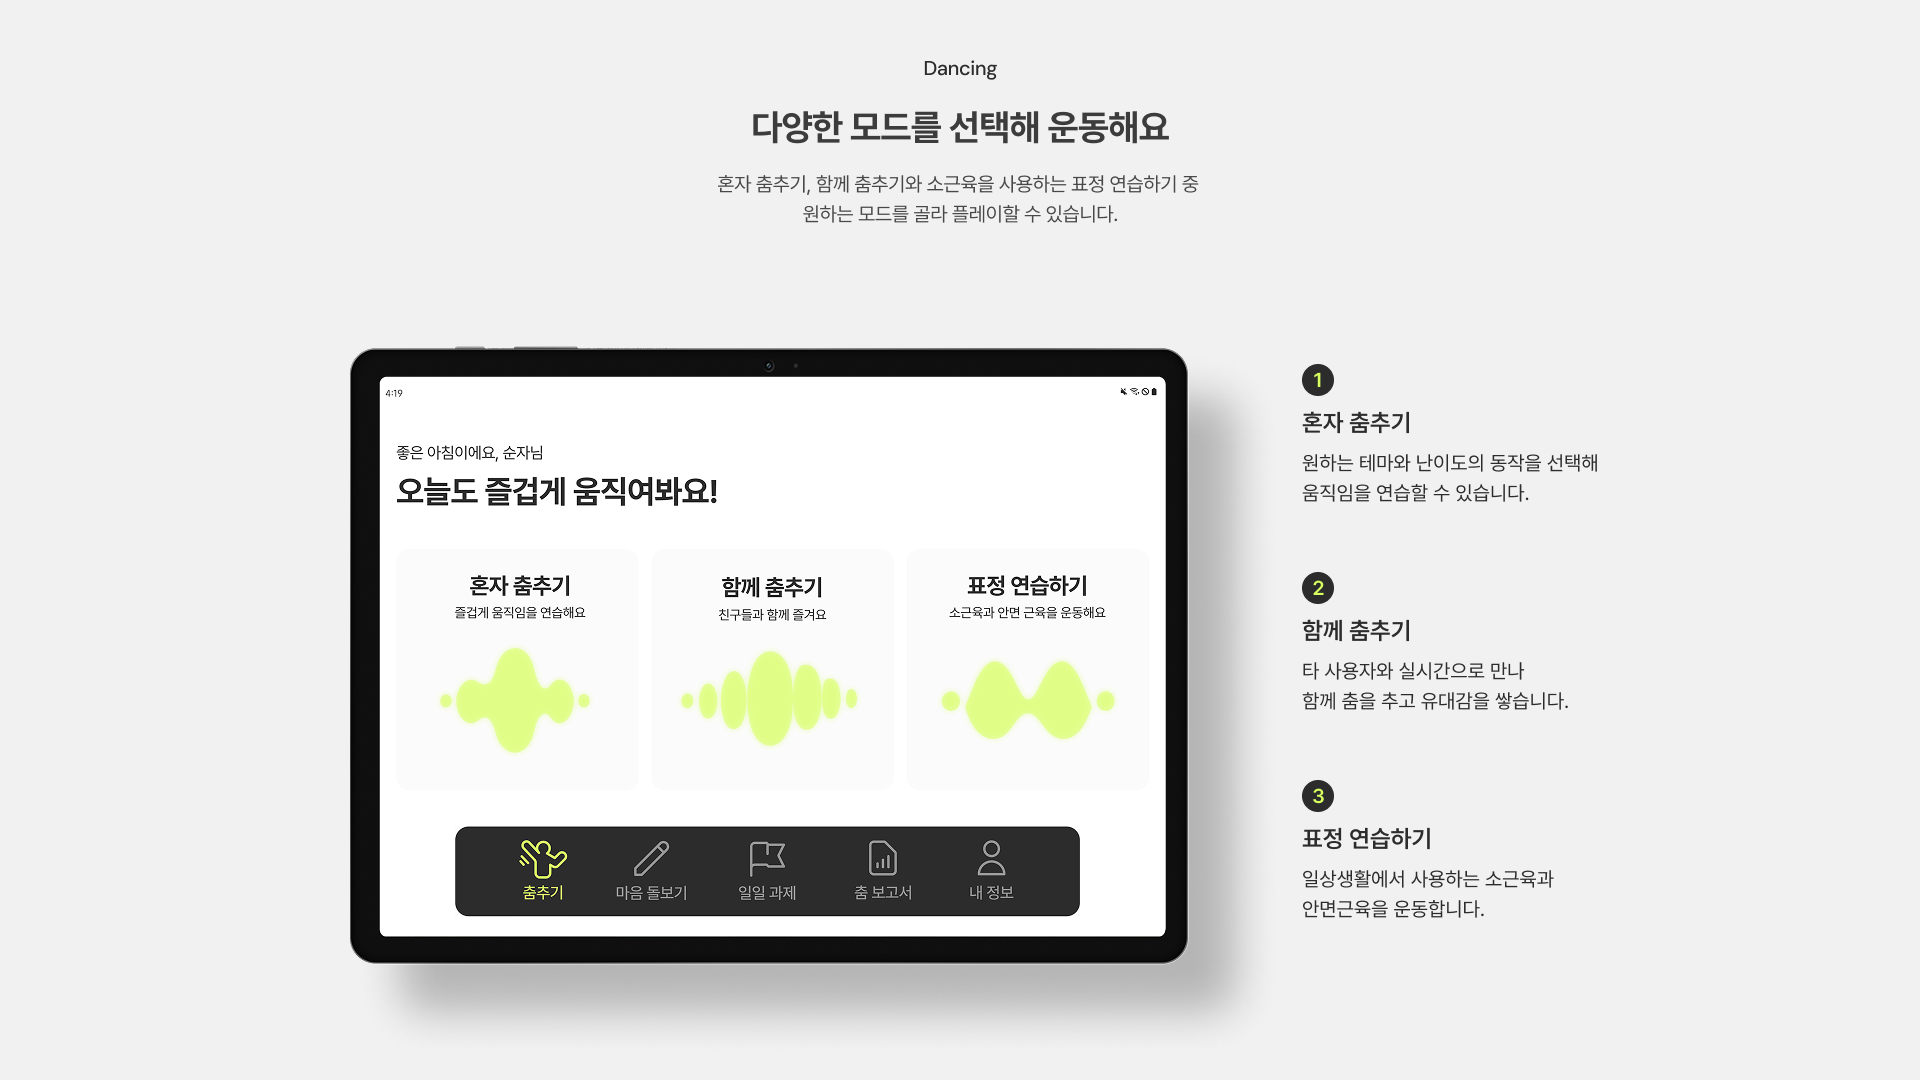 Dancing
다양한 모드를 선택해 운동해요
혼자 춤추기, 함께 춤추기와 소근육을 사용하는 표정 연습하기 중
원하는 모드를 골라 플레이할 수 있습니다.
4:19
좋은 아침이에요, 순자님
오늘도 즐겁게 움직여봐요!
혼자 춤추기
즐겁게 움직임을 연습해요
함께 춤추기
친구들과 함께 즐겨요
표정 연습하기
소근육과 안면 근육을 운동해요
춤추기
마음 돌보기
일일 과제
춤 보고서
내 정보
1
혼자 춤추기
원하는 테마와 난이도의 동작을 선택해
움직임을 연습할 수 있습니다.
2
함께 춤추기
타 사용자와 실시간으로 만나
함께 춤을 추고 유대감을 쌓습니다.
3
표정 연습하기
일상생활에서 사용하는 소근육과
안면근육을 운동합니다.